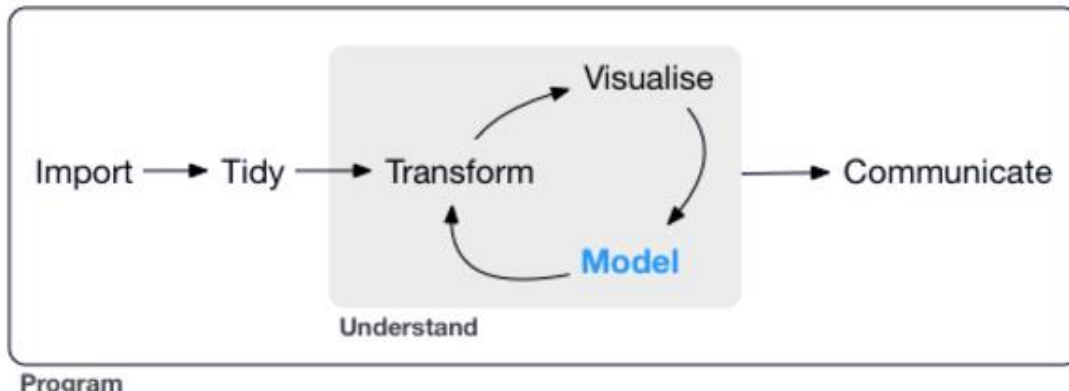 Visualise
Import Tidy Transform Communicate
Model
Understand
Program